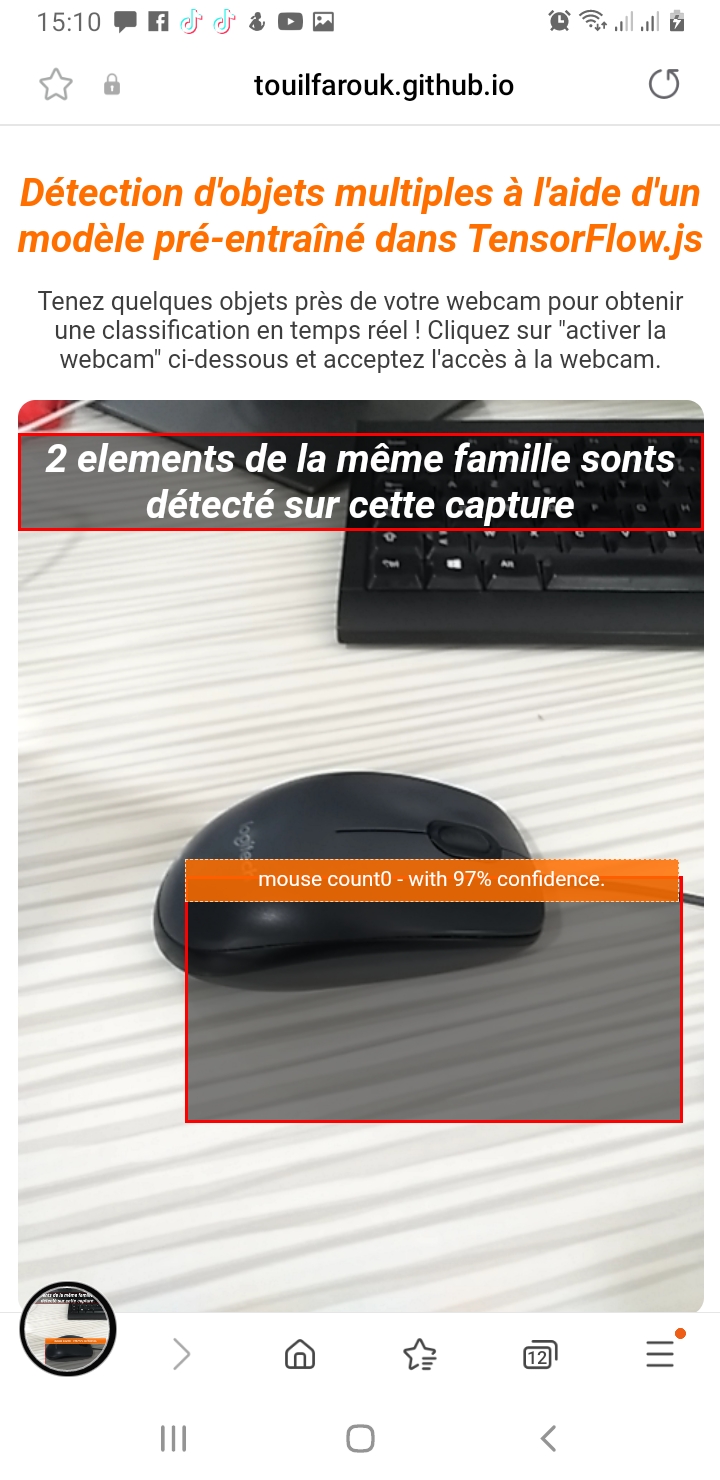 15:10
touilfarouk.github.io
Détection d'objets multiples à l'aide d'un
modèle pré-entraîné dans TensorFlow.js
Tenez quelques objets près de votre webcam pour obtenir
une classification en temps réel ! Cliquez sur "activer la
webcam" ci-dessous et acceptez l'accès à la webcam.
2 elements de la même famille sonts
détecté sur cette capture
Ctrl
Alt
logitech
mouse count0 - with 97% confidence.
12